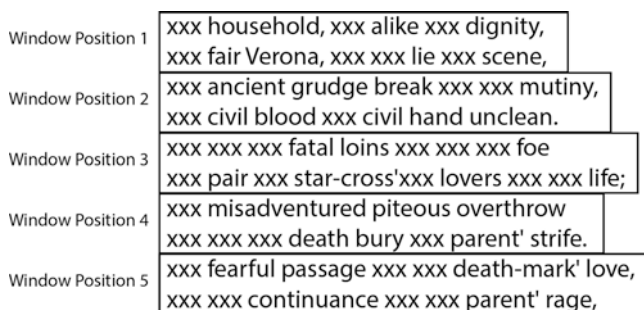 Window Position 1
xxx household, xxx alike xxx dignity,
xxx fair Verona, xxx xxx lie xxx scene,
Window Position 2
xxx ancient grudge break xxx xxx mutiny,
xxx civil blood xxx civil hand unclean.
Window Position 3
xxx xxx xxx fatal loins xxx xxx xxx foe
xxx pair xxx star-cross'xxx lovers xxx xxx life;
Window Position 4
xxx misadventured piteous overthrow
xxx xxx xxx death bury xxx parent' strife.
Window Position 5
xxx fearful passage xxx xxx death-mark' love,
xxx xxx continuance xxx xxx parent' rage,